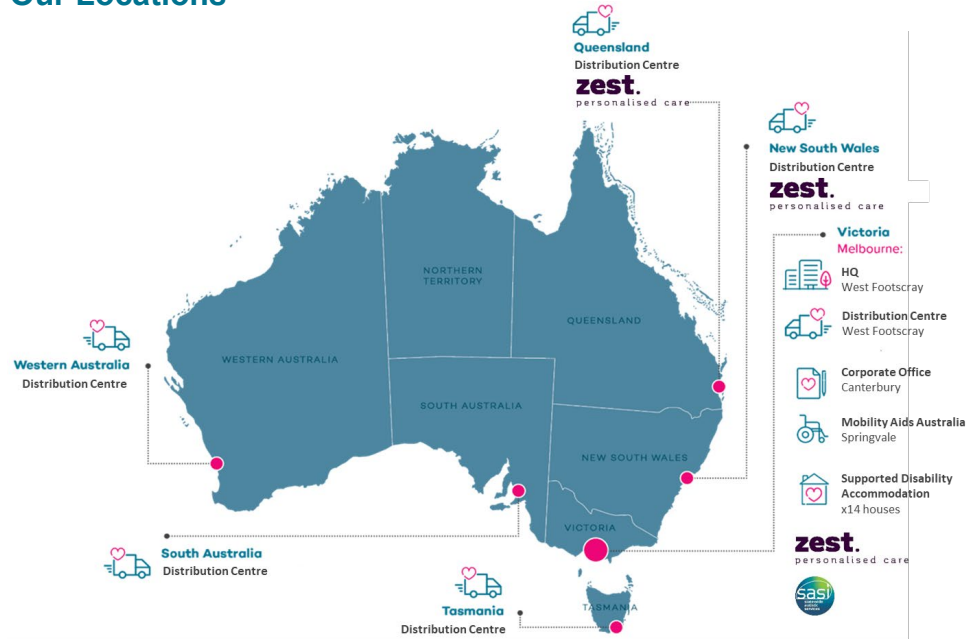 Our Locations
Queensland
Distribution Centre
zest.
personalised care
New South Wales
Distribution Centre
zest.
personalised care
Victoria
Melbourne:
HQ
West Footscray
Distribution Centre
West Footscray
Corporate Office
Canterbury
Mobility Aids Australia
Springvale
Supported Disability
Accommodation
x14 houses
zest.
personalised care
sasi
NORTHERN
TERRITORY
QUEENSLAND
WESTERN AUSTRALIA
SOUTH AUSTRALIA
NEW SOUTH WALES
VICTORIA
TASMANIA
Western Australia
Distribution Centre
South Australia
Distribution Centre
Tasmania
Distribution Centre